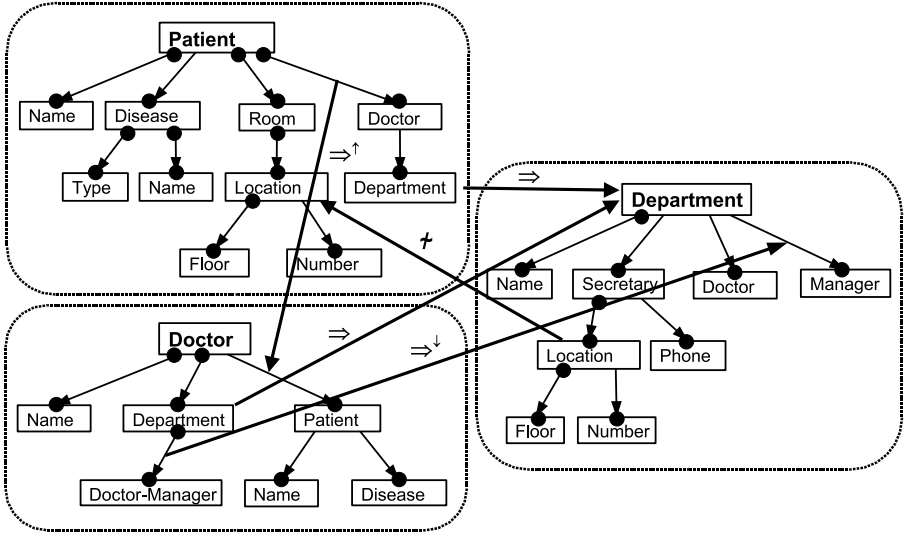 Patient
Name
Disease
Room
Doctor
Type
Name
Location
Department
Floor
Number
⇒↑
⇒
≁
Department
Name
Secretary
Doctor
Manager
Location
Phone
Floor
Number
Doctor
⇒
⇒↓
Name
Department
Patient
Doctor-Manager
Name
Disease